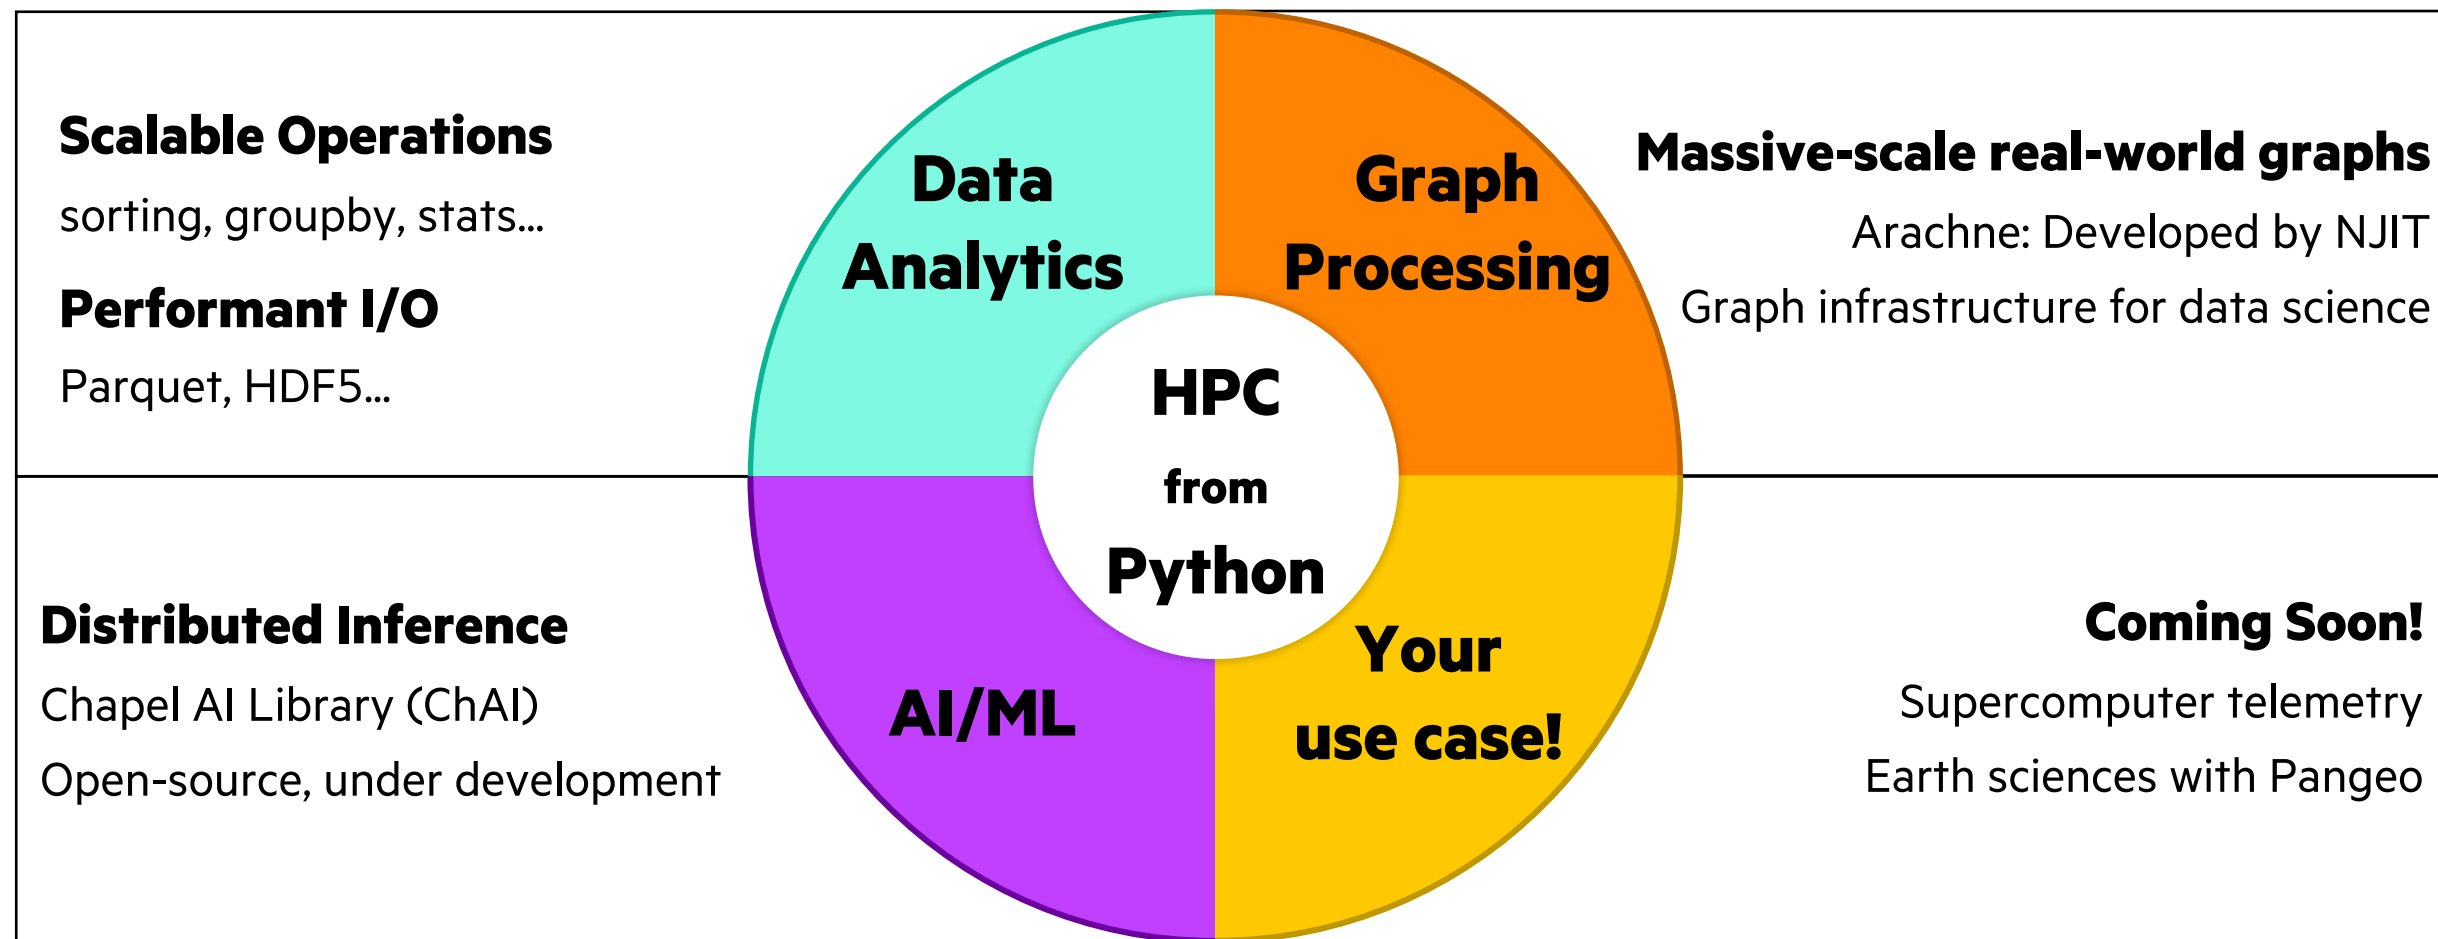 Scalable Operations
sorting, groupby, stats...
Performant I/O
Parquet, HDF5...
Data
Analytics
Graph
Processing
Massive-scale real-world graphs
Arachne: Developed by NJIT
Graph infrastructure for data science
HPC
from
Python
Distributed Inference
Chapel AI Library (ChAI)
Open-source, under development
AI/ML
Your
use case!
Coming Soon!
Supercomputer telemetry
Earth sciences with Pangeo